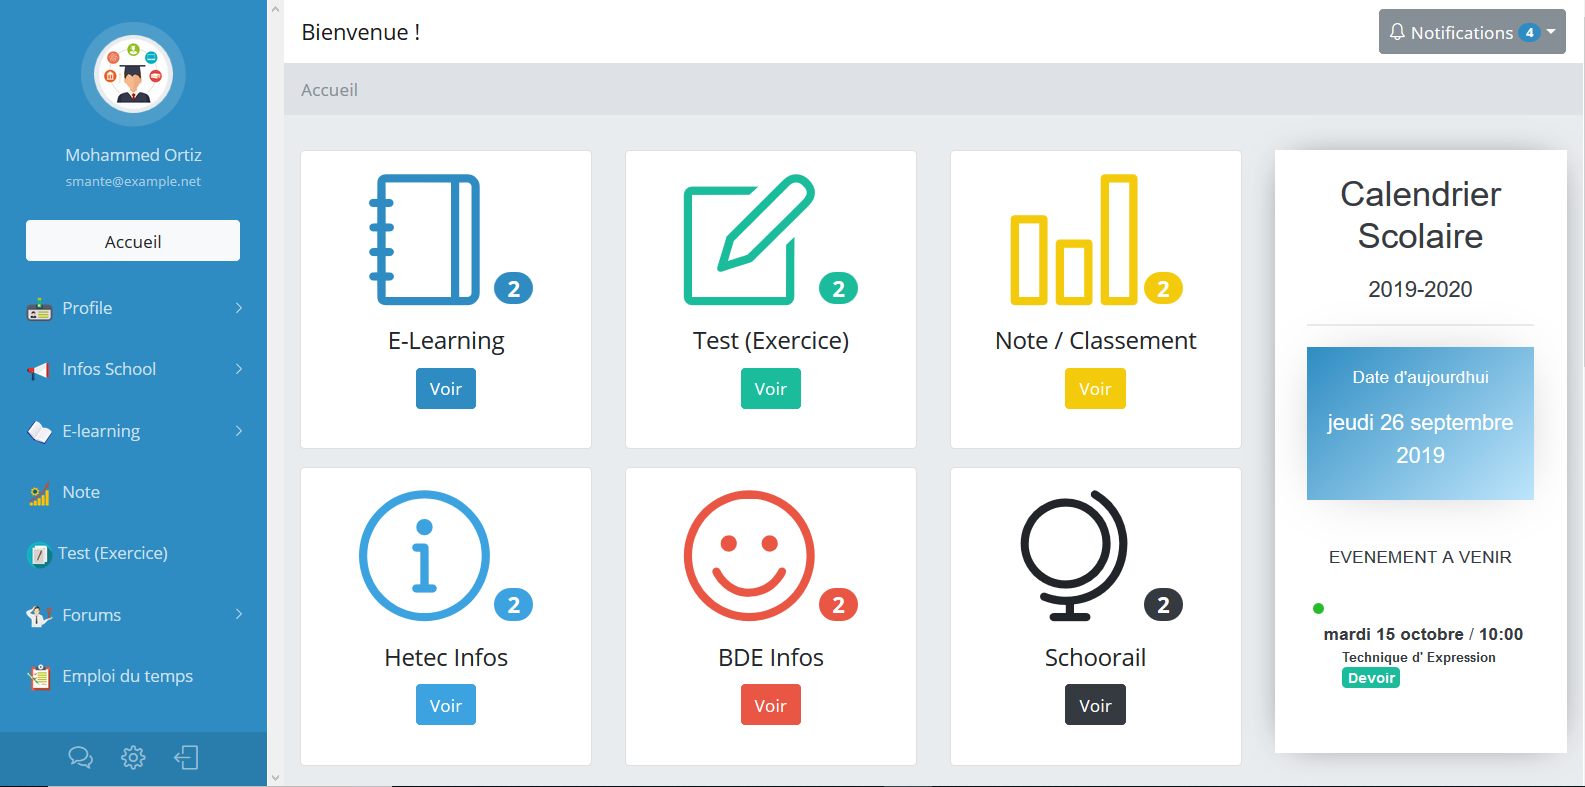 Mohammed Ortiz
smante@example.net
Accueil
Profile
Infos School
E-learning
Note
Test (Exercice)
Forums
Emploi du temps
Bienvenue !
Notifications 4
Accueil
2
E-Learning
Voir
2
Test (Exercice)
Voir
2
Note / Classement
Voir
2
Hetec Infos
Voir
2
BDE Infos
Voir
2
Schoorail
Voir
Calendrier
Scolaire
2019-2020
Date d'aujourdhui
jeudi 26 septembre
2019
EVENEMENT A VENIR
mardi 15 octobre / 10:00
Technique d' Expression
Devoir